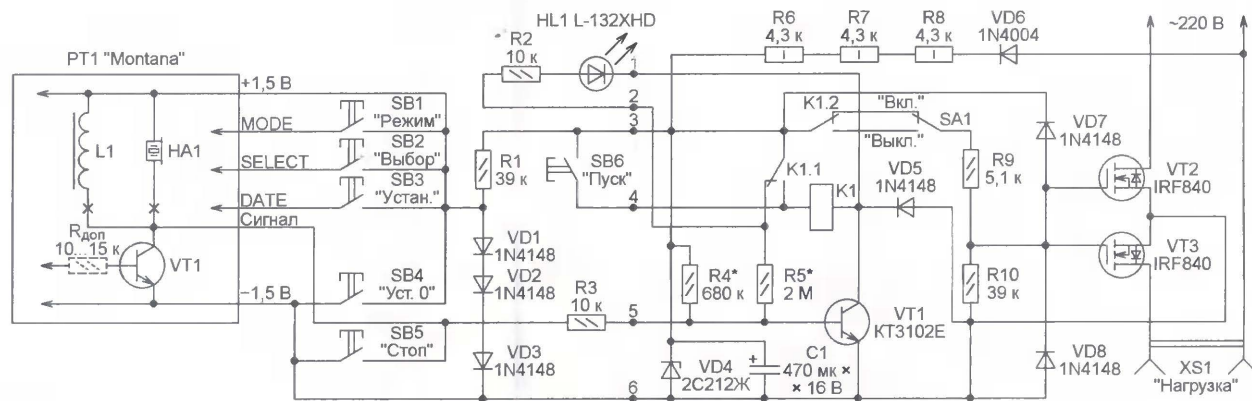 PT1 "Montana"
+1,5 В
MODE
SELECT
DATE
Сигнал
−1,5 В
L1
HA1
Rдоп
10...15 к
VT1
SB1
"Режим"
SB2
"Выбор"
SB3
"Устан."
SB4
"Уст. 0"
SB5
"Стоп"
HL1 L-132XHD
R2
10 к
R1
39 к
VD1
1N4148
VD2
1N4148
VD3
1N4148
R3
10 к
SB6
"Пуск"
1
2
3
4
5
6
R6
4,3 к
R7
4,3 к
R8
4,3 к
VD6
1N4004
~220 В
K1.2
"Вкл."
"Выкл."
SA1
K1.1
K1
VD5
1N4148
R4*
680 к
R5*
2 М
VT1
КТ3102Е
VD4
2С212Ж
+
C1
470 мк ×
× 16 В
R9
5,1 к
R10
39 к
VD7
1N4148
VD8
1N4148
VT2
IRF840
VT3
IRF840
XS1
"Нагрузка"